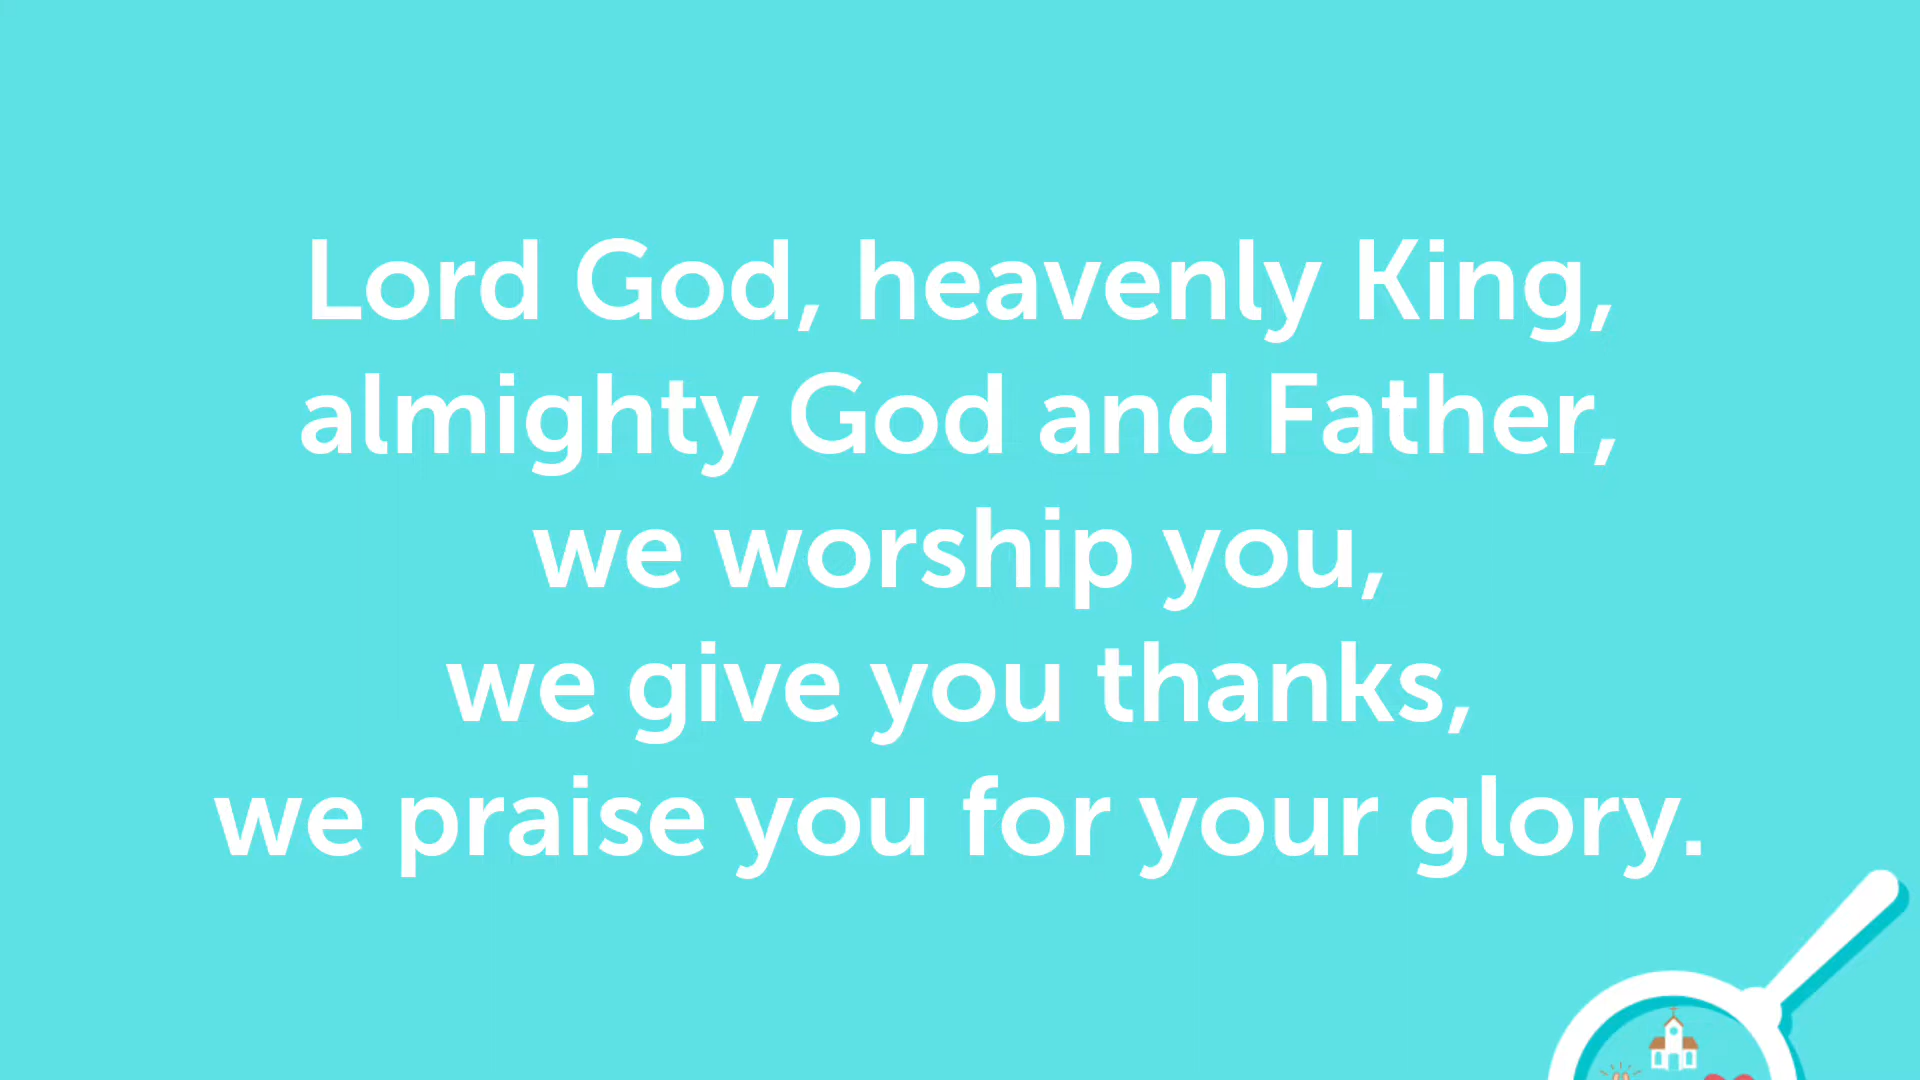 Lord God, heavenly King,
almighty God and Father,
we worship you,
we give you thanks,
we praise you for your glory.